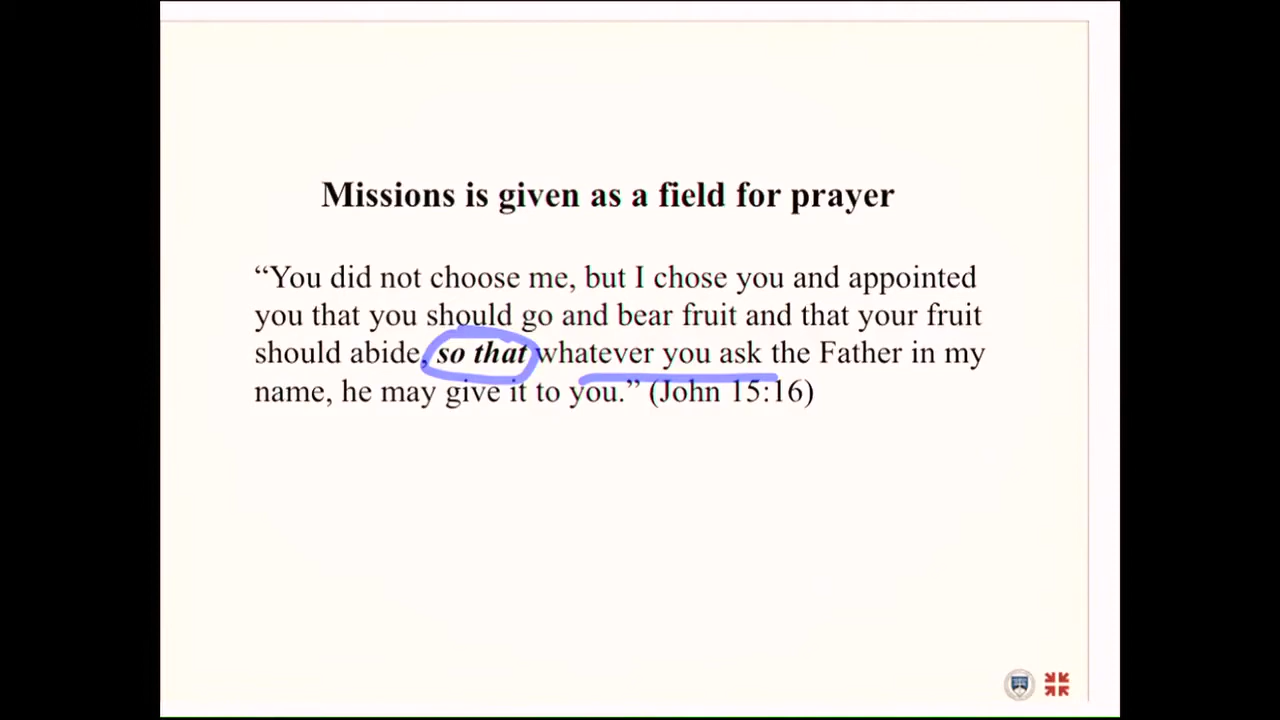 Missions is given as a field for prayer
“You did not choose me, but I chose you and appointed
you that you should go and bear fruit and that your fruit
should abide, so that whatever you ask the Father in my
name, he may give it to you.” (John 15:16)